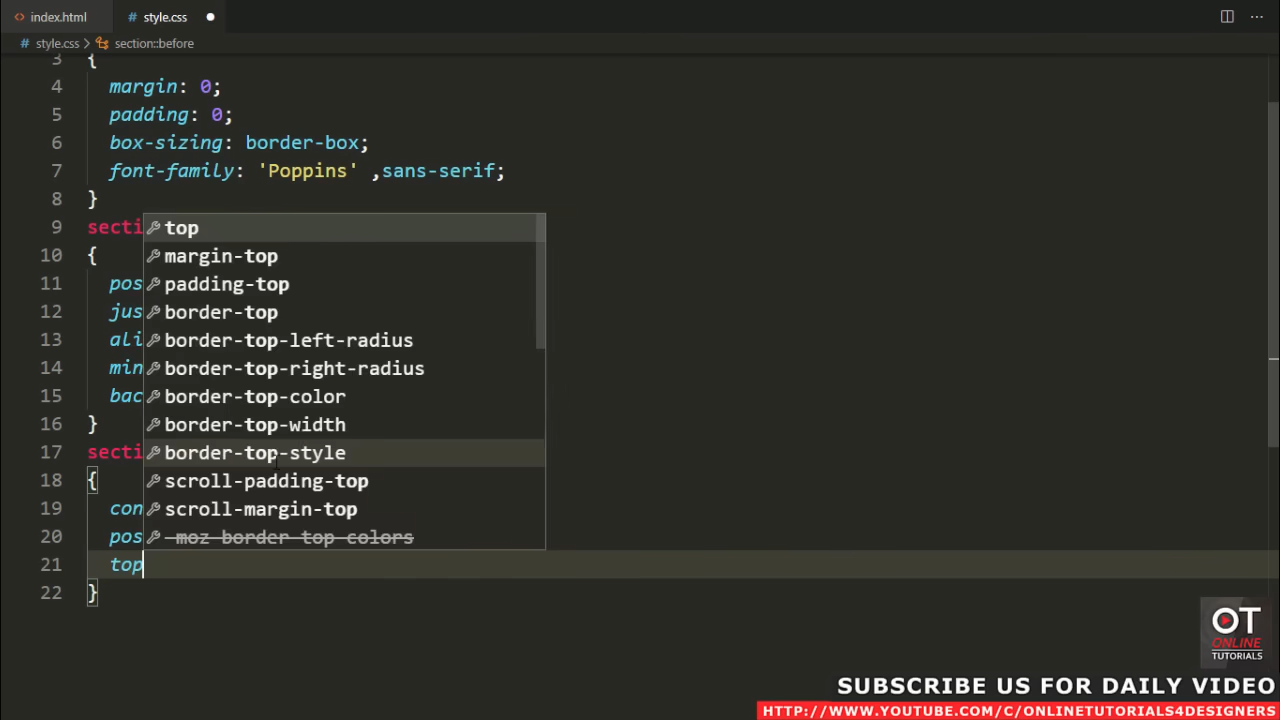 index.html style.css
style.css section::before
3 {
4 margin: 0;
5 padding: 0;
6 box-sizing: border-box;
7 font-family: 'Poppins' ,sans-serif;
8 }
9 secti top
10 { margin-top
11 pos padding-top
12 jus border-top
13 ali border-top-left-radius
14 min border-top-right-radius
15 bac border-top-color
16 } border-top-width
17 secti border-top-style
18 { scroll-padding-top
19 con scroll-margin-top
20 pos -moz-border-top-colors
21 top
22 }
OT
ONLINE
TUTORIALS
SUBSCRIBE US FOR DAILY VIDEO
HTTP://WWW.YOUTUBE.COM/C/ONLINETUTORIALS4DESIGNERS